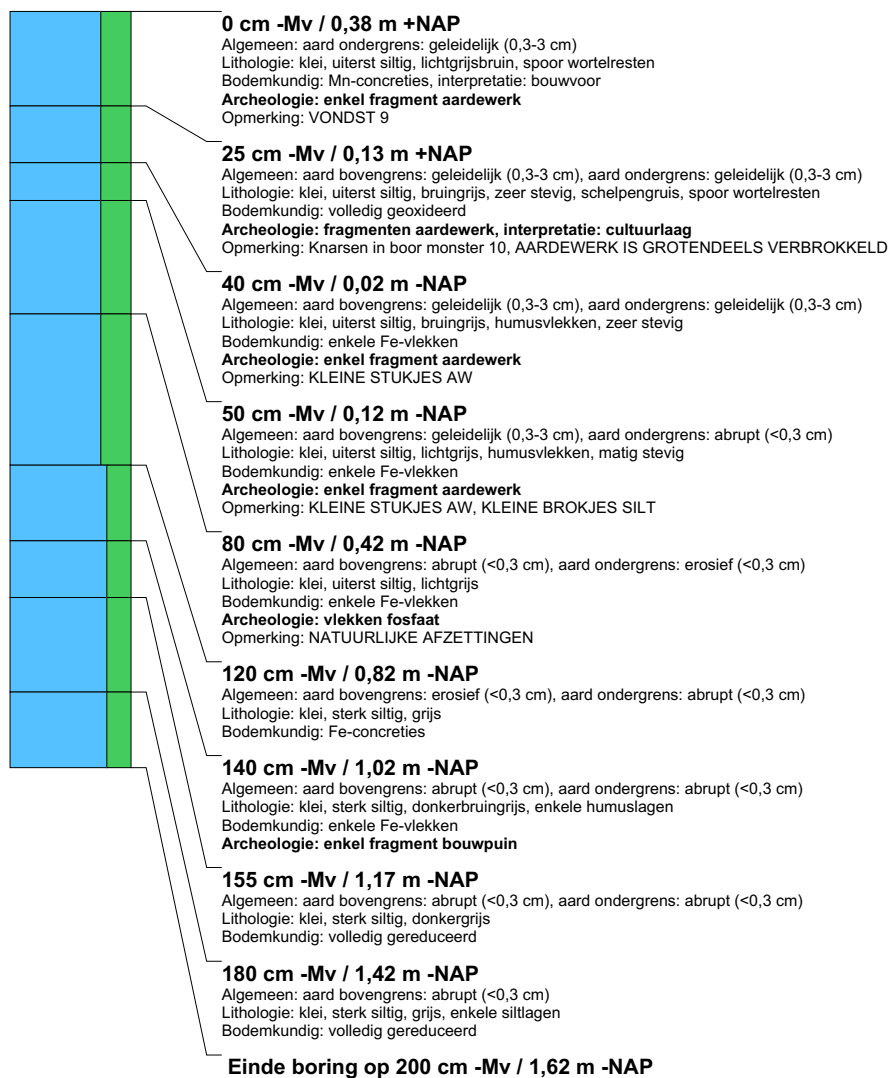 0 cm -Mv / 0,38 m +NAP
Algemeen: aard ondergrens: geleidelijk (0,3-3 cm)
Lithologie: klei, uiterst siltig, lichtgrijsbruin, spoor wortelresten
Bodemkundig: Mn-concreties, interpretatie: bouwvoor
Archeologie: enkel fragment aardewerk
Opmerking: VONDST 9
25 cm -Mv / 0,13 m +NAP
Algemeen: aard bovengrens: geleidelijk (0,3-3 cm), aard ondergrens: geleidelijk (0,3-3 cm)
Lithologie: klei, uiterst siltig, bruingrijs, zeer stevig, schelpengruis, spoor wortelresten
Bodemkundig: volledig geoxideerd
Archeologie: fragmenten aardewerk, interpretatie: cultuurlaag
Opmerking: Knarsen in boor monster 10, AARDEWERK IS GROTENDEELS VERBROKKELD
40 cm -Mv / 0,02 m -NAP
Algemeen: aard bovengrens: geleidelijk (0,3-3 cm), aard ondergrens: geleidelijk (0,3-3 cm)
Lithologie: klei, uiterst siltig, bruingrijs, humusvlekken, zeer stevig
Bodemkundig: enkele Fe-vlekken
Archeologie: enkel fragment aardewerk
Opmerking: KLEINE STUKJES AW
50 cm -Mv / 0,12 m -NAP
Algemeen: aard bovengrens: geleidelijk (0,3-3 cm), aard ondergrens: abrupt (<0,3 cm)
Lithologie: klei, uiterst siltig, lichtgrijs, humusvlekken, matig stevig
Bodemkundig: enkele Fe-vlekken
Archeologie: enkel fragment aardewerk
Opmerking: KLEINE STUKJES AW, KLEINE BROKJES SILT
80 cm -Mv / 0,42 m -NAP
Algemeen: aard bovengrens: abrupt (<0,3 cm), aard ondergrens: erosief (<0,3 cm)
Lithologie: klei, uiterst siltig, lichtgrijs
Bodemkundig: enkele Fe-vlekken
Archeologie: vlekken fosfaat
Opmerking: NATUURLIJKE AFZETTINGEN
120 cm -Mv / 0,82 m -NAP
Algemeen: aard bovengrens: erosief (<0,3 cm), aard ondergrens: abrupt (<0,3 cm)
Lithologie: klei, sterk siltig, grijs
Bodemkundig: Fe-concreties
140 cm -Mv / 1,02 m -NAP
Algemeen: aard bovengrens: abrupt (<0,3 cm), aard ondergrens: abrupt (<0,3 cm)
Lithologie: klei, sterk siltig, donkerbruingrijs, enkele humuslagen
Bodemkundig: enkele Fe-vlekken
Archeologie: enkel fragment bouwpuin
155 cm -Mv / 1,17 m -NAP
Algemeen: aard bovengrens: abrupt (<0,3 cm), aard ondergrens: abrupt (<0,3 cm)
Lithologie: klei, sterk siltig, donkergrijs
Bodemkundig: volledig gereduceerd
180 cm -Mv / 1,42 m -NAP
Algemeen: aard bovengrens: abrupt (<0,3 cm)
Lithologie: klei, sterk siltig, grijs, enkele siltlagen
Bodemkundig: volledig gereduceerd
Einde boring op 200 cm -Mv / 1,62 m -NAP